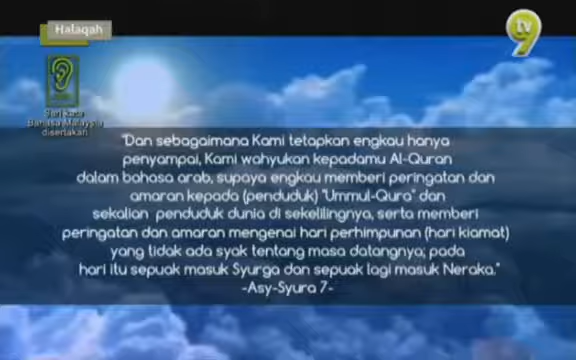 Halaqah
tv
9
Sari kata
Bahasa Malaysia
disertakan
"Dan sebagaimana Kami tetapkan engkau hanya
penyampai, Kami wahyukan kepadamu Al-Quran
dalam bahasa arab, supaya engkau memberi peringatan dan
amaran kepada (penduduk) "Ummul-Qura" dan
sekalian penduduk dunia di sekelilingnya, serta memberi
peringatan dan amaran mengenai hari perhimpunan (hari kiamat)
yang tidak ada syak tentang masa datangnya; pada
hari itu sepuak masuk Syurga dan sepuak lagi masuk Neraka."
-Asy-Syura 7-